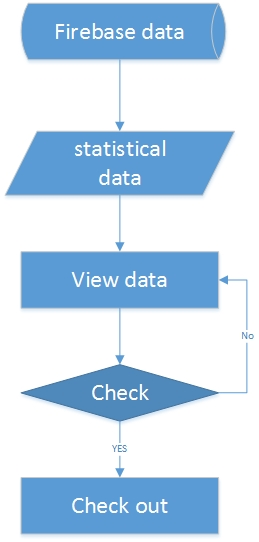 Firebase data
statistical
data
View data
No
Check
YES
Check out